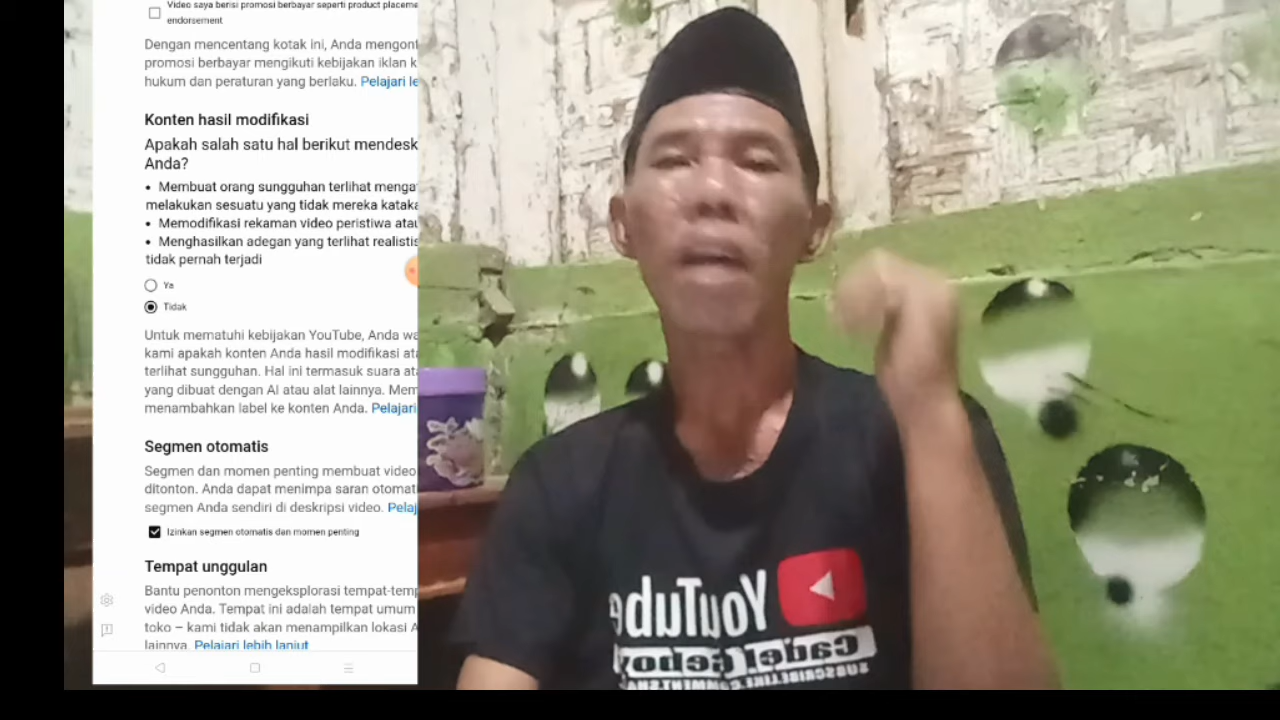 Video saya berisi promosi berbayar seperti product placeme
endorsement
Dengan mencentang kotak ini, Anda mengonf
promosi berbayar mengikuti kebijakan iklan k
hukum dan peraturan yang berlaku. Pelajari le
Konten hasil modifikasi
Apakah salah satu hal berikut mendesk
Anda?
• Membuat orang sungguhan terlihat menga
melakukan sesuatu yang tidak mereka kataka
• Memodifikasi rekaman video peristiwa atau
• Menghasilkan adegan yang terlihat realistis
tidak pernah terjadi
Ya
Tidak
Untuk mematuhi kebijakan YouTube, Anda wa
kami apakah konten Anda hasil modifikasi ata
terlihat sungguhan. Hal ini termasuk suara ata
yang dibuat dengan AI atau alat lainnya. Mem
menambahkan label ke konten Anda. Pelajari
Segmen otomatis
Segmen dan momen penting membuat video
ditonton. Anda dapat menimpa saran otomat
segmen Anda sendiri di deskripsi video. Pelaj
Izinkan segmen otomatis dan momen penting
Tempat unggulan
Bantu penonton mengeksplorasi tempat-temp
video Anda. Tempat ini adalah tempat umum
toko – kami tidak akan menampilkan lokasi A
lainnya. Pelajari lebih lanjut
YouTube
Cadel